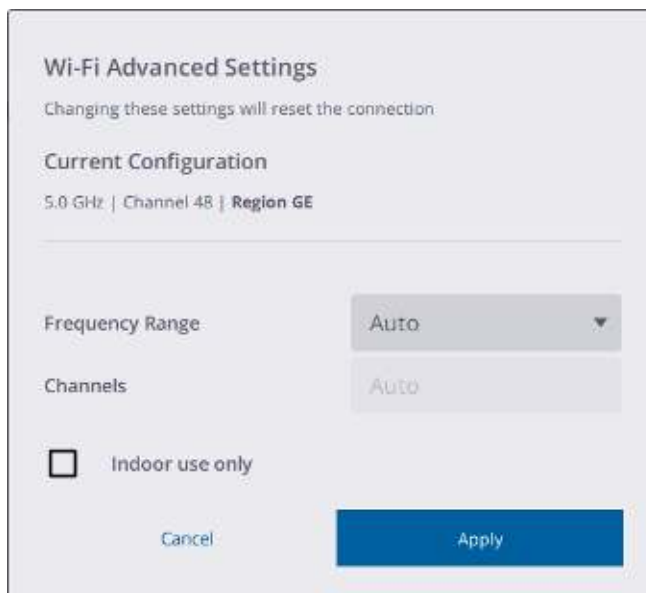 Wi-Fi Advanced Settings
Changing these settings will reset the connection
Current Configuration
5.0 GHz | Channel 48 | Region GE
Frequency Range
Auto
Channels
Auto
Indoor use only
Cancel
Apply